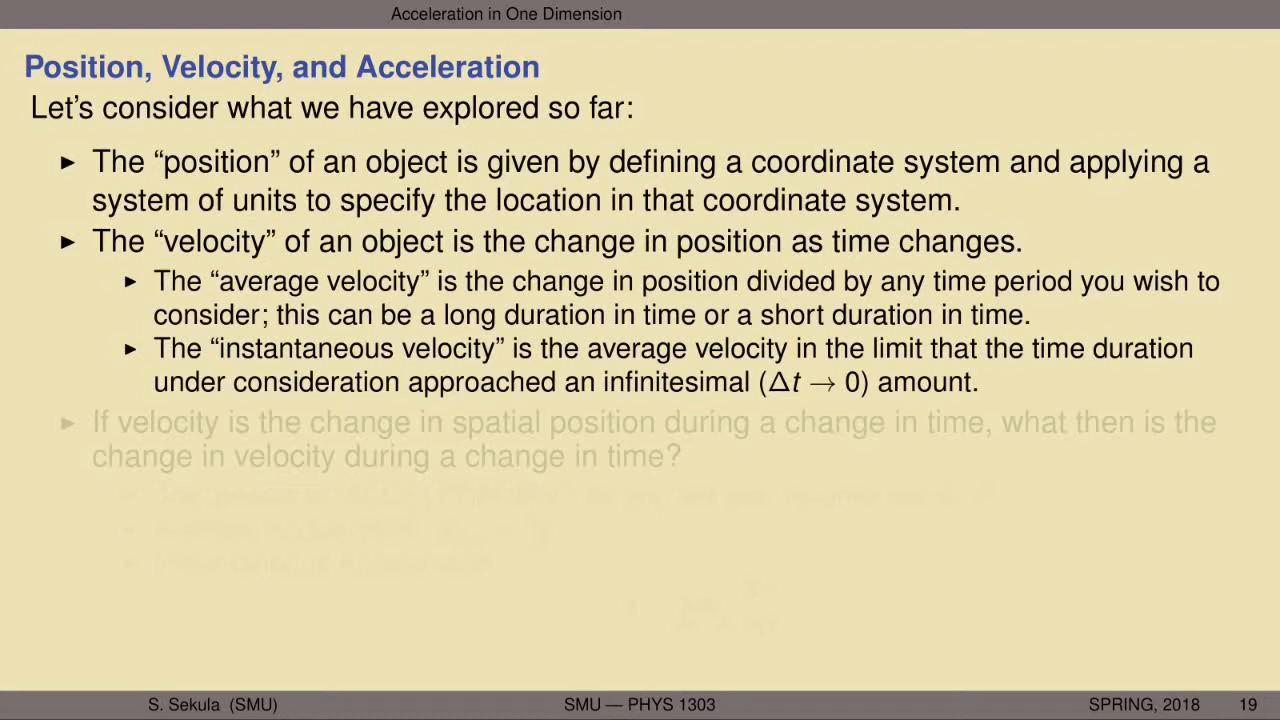 Acceleration in One Dimension
Position, Velocity, and Acceleration
Let's consider what we have explored so far:
▶ The “position” of an object is given by defining a coordinate system and applying a
system of units to specify the location in that coordinate system.
▶ The “velocity” of an object is the change in position as time changes.
▶ The “average velocity” is the change in position divided by any time period you wish to
consider; this can be a long duration in time or a short duration in time.
▶ The “instantaneous velocity” is the average velocity in the limit that the time duration
under consideration approached an infinitesimal (Δt → 0) amount.
▶ If velocity is the change in spatial position during a change in time, what then is the
change in velocity during a change in time?
S. Sekula (SMU) SMU — PHYS 1303 SPRING, 2018 19